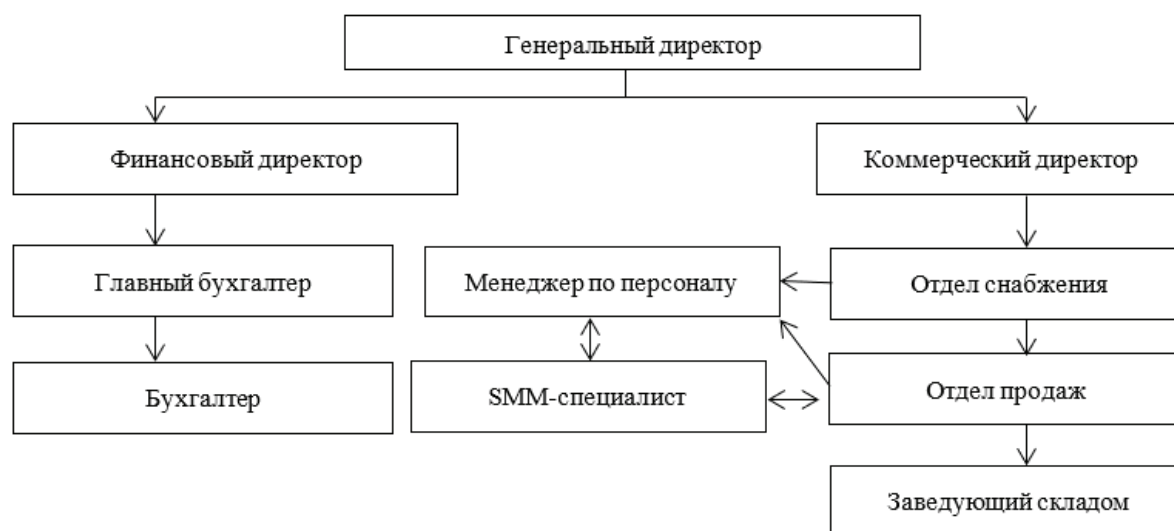 Генеральный директор
Финансовый директор
Коммерческий директор
Главный бухгалтер
Менеджер по персоналу
Отдел снабжения
Бухгалтер
SMM-специалист
Отдел продаж
Заведующий складом